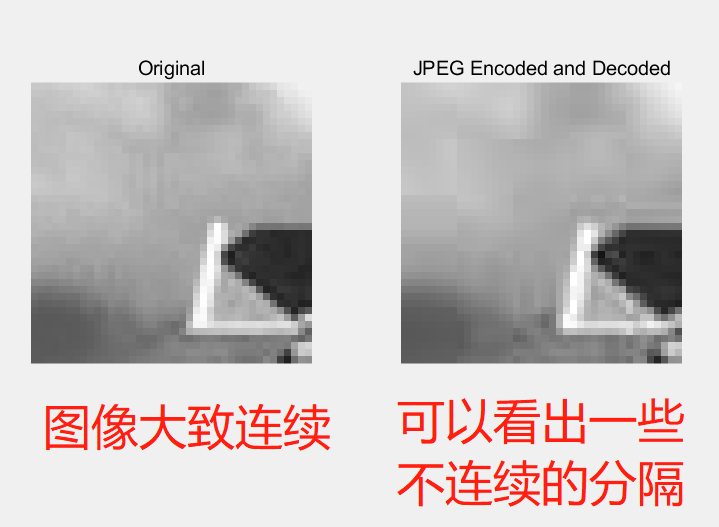 Original
JPEG Encoded and Decoded
图像大致连续
可以看出一些
不连续的分隔